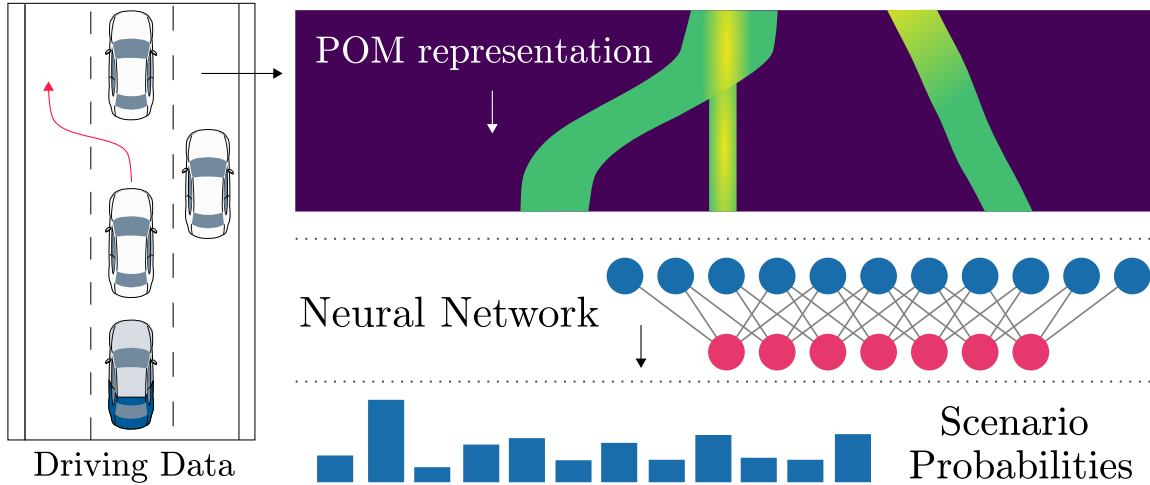 POM representation
Neural Network
Driving Data
Scenario
Probabilities